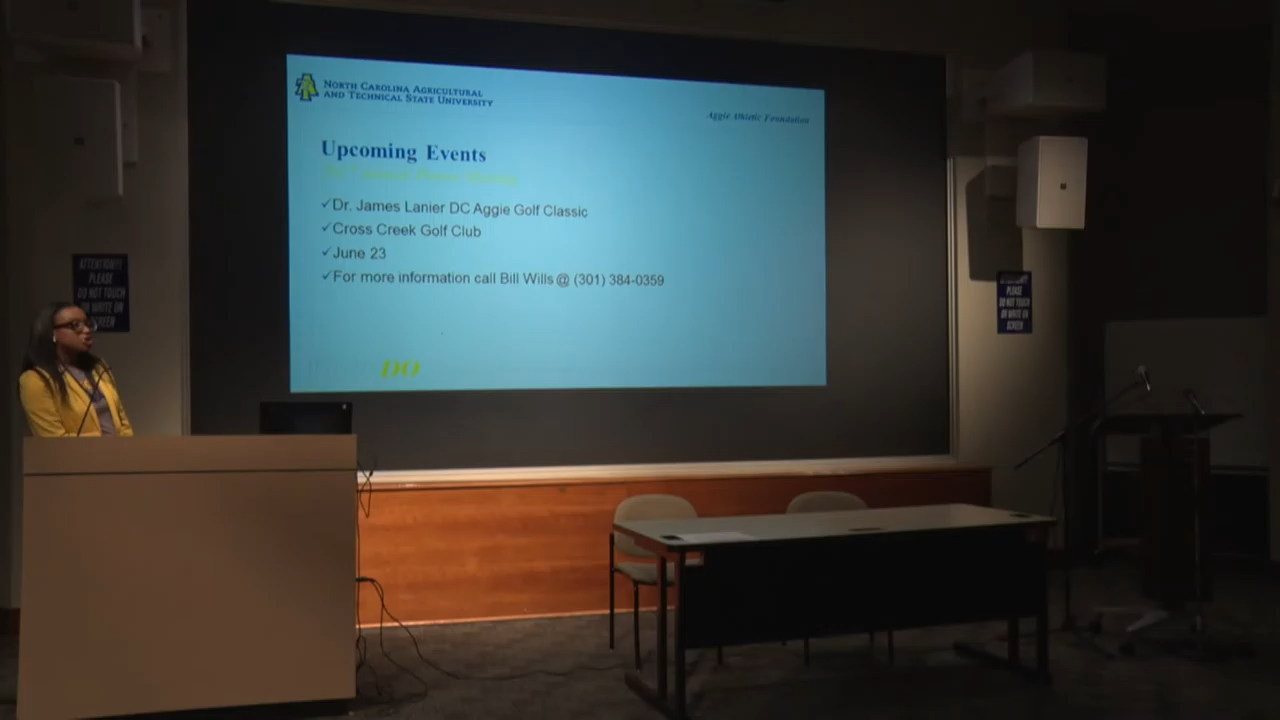 North Carolina Agricultural
and Technical State University
Aggie Athletic Foundation
Upcoming Events
✓Dr. James Lanier DC Aggie Golf Classic
✓Cross Creek Golf Club
✓June 23
✓For more information call Bill Wills @ (301) 384-0359
DO
ATTENTION!!!
PLEASE
DO NOT TOUCH
OR WRITE ON
SCREEN
PLEASE
DO NOT TOUCH
OR WRITE ON
SCREEN